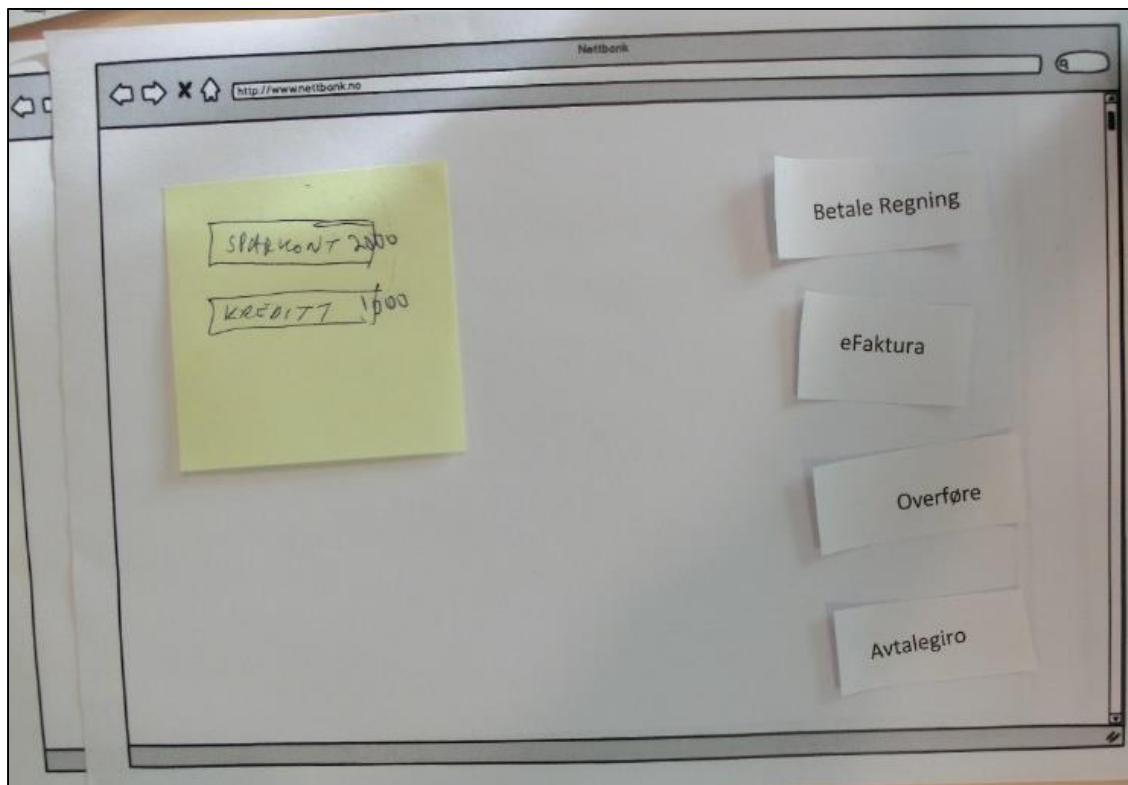 Nettbank
http://www.nettbank.no
SPARKONT 2000
KREDITT 1000
Betale Regning
eFaktura
Overføre
Avtalegiro